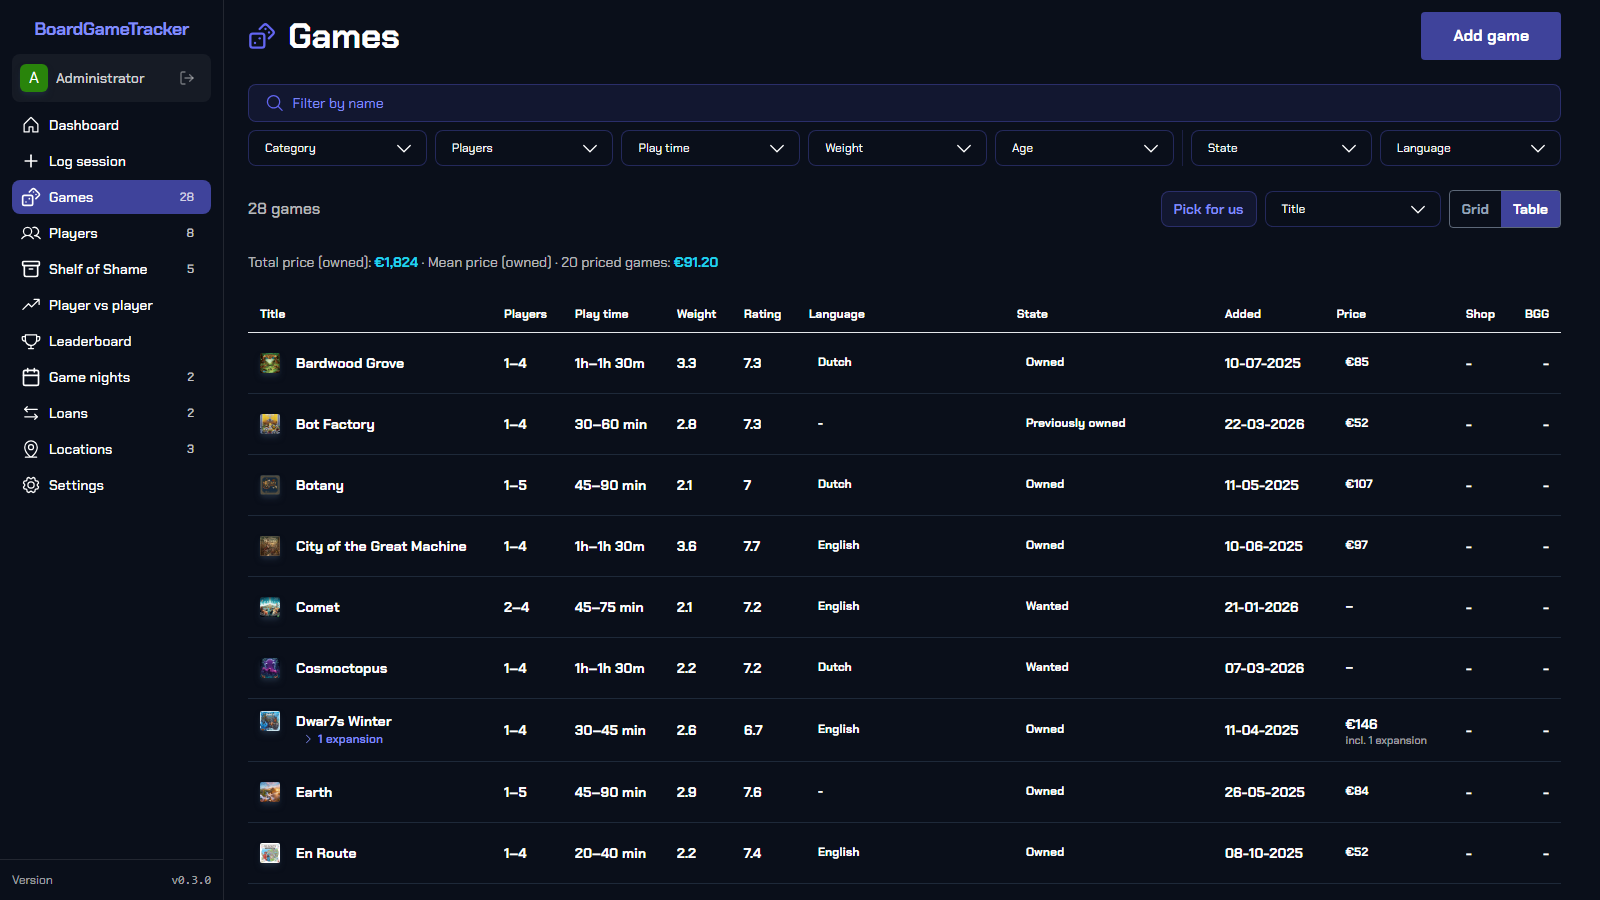 BoardGameTracker
A Administrator
Dashboard
Log session
Games 28
Players 8
Shelf of Shame 5
Player vs player
Leaderboard
Game nights 2
Loans 2
Locations 3
Settings
Version v0.3.0
Games
Add game
Filter by name
Category Players Play time Weight Age State Language
28 games
Pick for us Title Grid Table
Total price (owned): €1,824 · Mean price (owned) · 20 priced games: €91.20
Title Players Play time Weight Rating Language State Added Price Shop BGG
Bardwood Grove 1–4 1h–1h 30m 3.3 7.3 Dutch Owned 10-07-2025 €85 - -
Bot Factory 1–4 30–60 min 2.8 7.3 - Previously owned 22-03-2026 €52 - -
Botany 1–5 45–90 min 2.1 7 Dutch Owned 11-05-2025 €107 - -
City of the Great Machine 1–4 1h–1h 30m 3.6 7.7 English Owned 10-06-2025 €97 - -
Comet 2–4 45–75 min 2.1 7.2 English Wanted 21-01-2026 – - -
Cosmoctopus 1–4 1h–1h 30m 2.2 7.2 Dutch Wanted 07-03-2026 – - -
Dwar7s Winter 1–4 30–45 min 2.6 6.7 English Owned 11-04-2025 €146 - -
1 expansion incl. 1 expansion
Earth 1–5 45–90 min 2.9 7.6 - Owned 26-05-2025 €84 - -
En Route 1–4 20–40 min 2.2 7.4 English Owned 08-10-2025 €52 - -